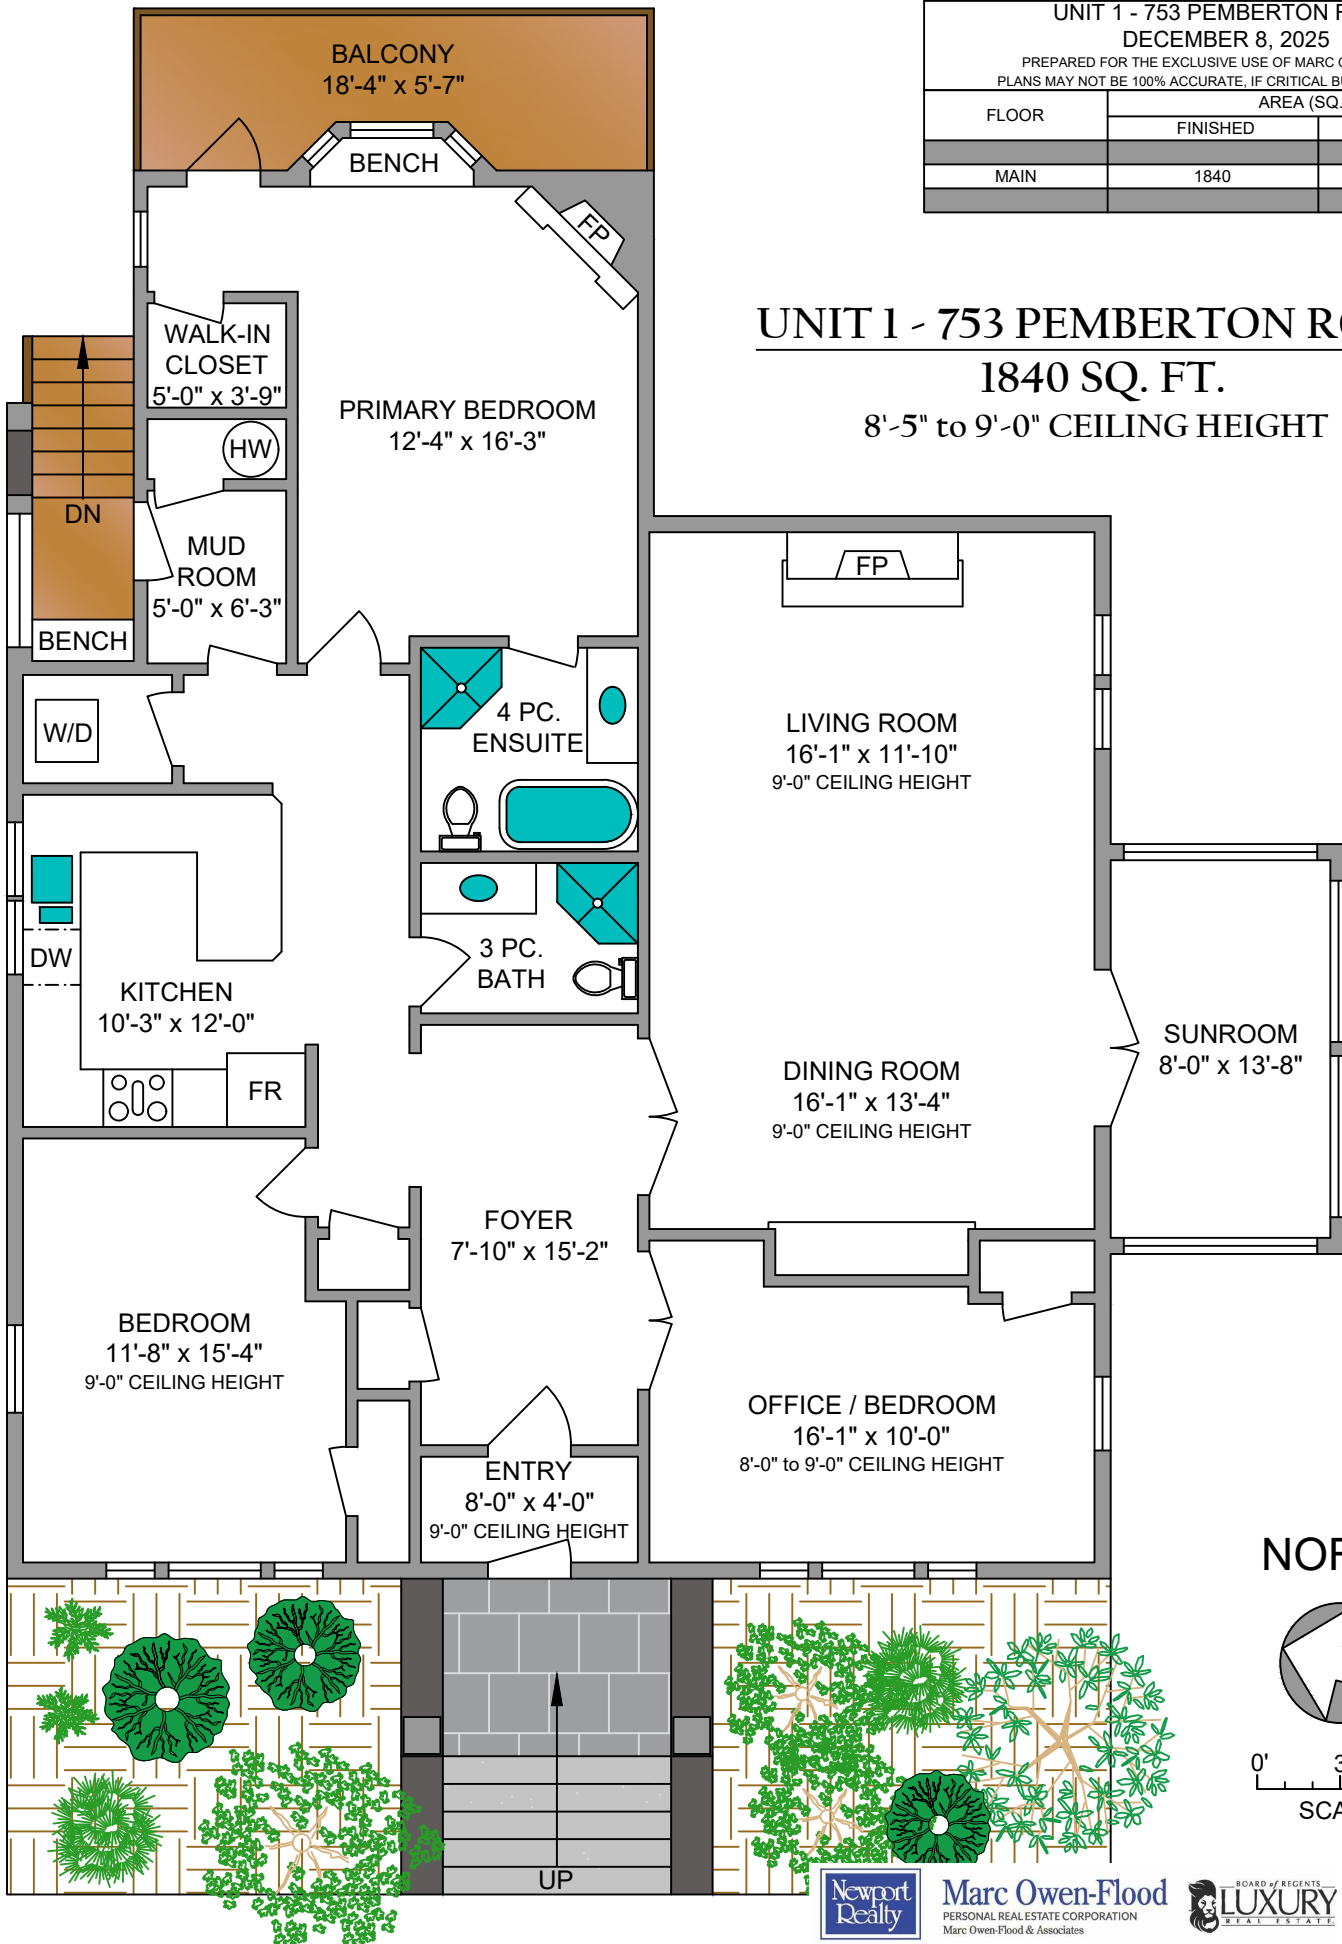 UNIT 1 - 753 PEMBERTON
DECEMBER 8, 2025
PREPARED FOR THE EXCLUSIVE USE OF MARC
PLANS MAY NOT BE 100% ACCURATE, IF CRITICAL
FLOOR
AREA (SQ.
FINISHED
MAIN 1840
UNIT 1 - 753 PEMBERTON
1840 SQ. FT.
8'-5" to 9'-0" CEILING HEIGHT
BALCONY
18'-4" x 5'-7"
BENCH
FP
WALK-IN
CLOSET
5'-0" x 3'-9"
PRIMARY BEDROOM
12'-4" x 16'-3"
HW
DN
MUD
ROOM
5'-0" x 6'-3"
BENCH
FP
W/D
4 PC.
ENSUITE
LIVING ROOM
16'-1" x 11'-10"
9'-0" CEILING HEIGHT
3 PC.
BATH
DW
KITCHEN
10'-3" x 12'-0"
FR
SUNROOM
8'-0" x 13'-8"
DINING ROOM
16'-1" x 13'-4"
9'-0" CEILING HEIGHT
FOYER
7'-10" x 15'-2"
BEDROOM
11'-8" x 15'-4"
9'-0" CEILING HEIGHT
OFFICE / BEDROOM
16'-1" x 10'-0"
8'-0" to 9'-0" CEILING HEIGHT
ENTRY
8'-0" x 4'-0"
9'-0" CEILING HEIGHT
UP
0'
Newport
Realty
Marc Owen-Flood
PERSONAL REAL ESTATE CORPORATION
Marc Owen-Flood & Associates
BOARD of REGENTS
LUXURY
REAL ESTATE